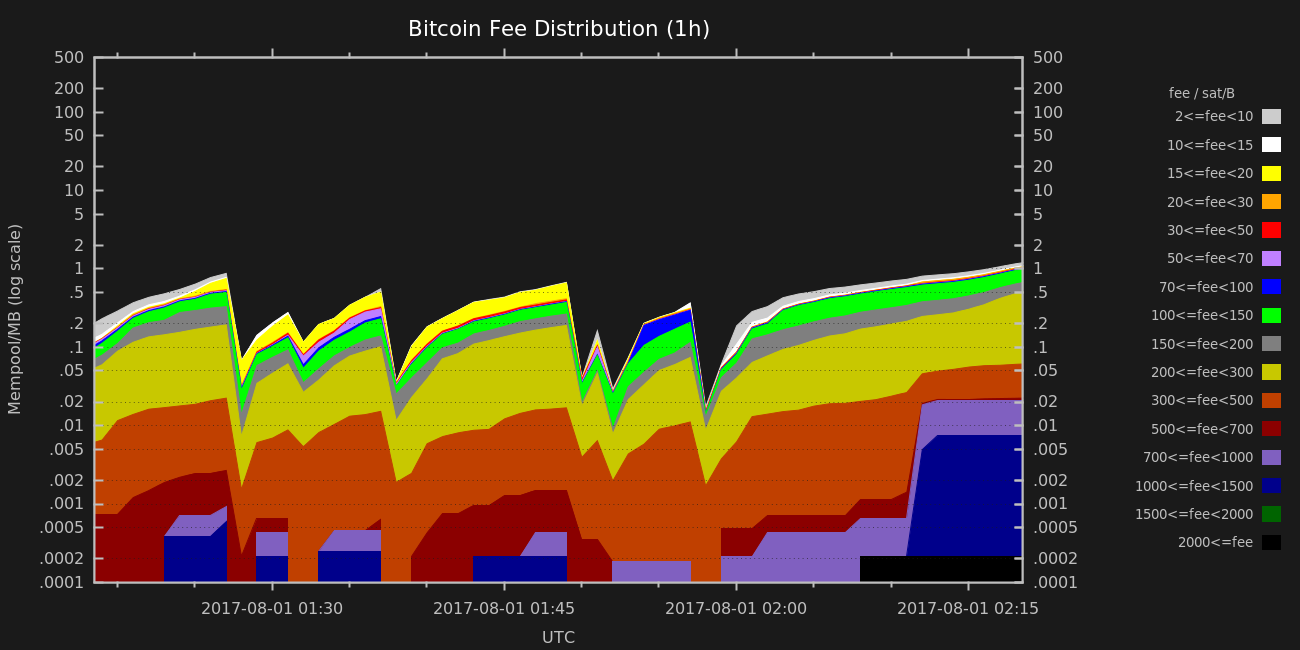 Bitcoin Fee Distribution (1h)
500 500
200 200
100 100
50 50
20 20
10 10
5 5
2 2
1 1
.5 .5
.2 .2
.1 .1
.05 .05
.02 .02
.01 .01
.005 .005
.002 .002
.001 .001
.0005 .0005
.0002 .0002
.0001 .0001
Mempool/MB (log scale)
2017-08-01 01:30 2017-08-01 01:45 2017-08-01 02:00 2017-08-01 02:15
UTC
fee / sat/B
2<=fee<10
10<=fee<15
15<=fee<20
20<=fee<30
30<=fee<50
50<=fee<70
70<=fee<100
100<=fee<150
150<=fee<200
200<=fee<300
300<=fee<500
500<=fee<700
700<=fee<1000
1000<=fee<1500
1500<=fee<2000
2000<=fee